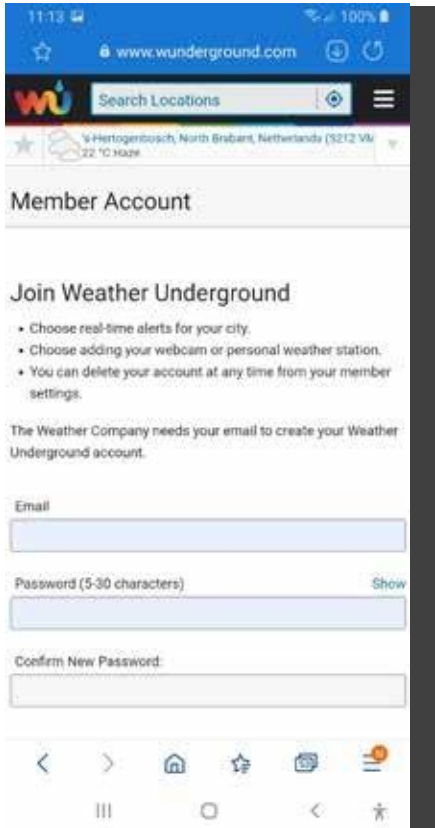 11:13 100%
www.wunderground.com
wu Search Locations
's-Hertogenbosch, North Brabant, Netherlands (5212 VM
22 °C Haze
Member Account
Join Weather Underground
• Choose real-time alerts for your city.
• Choose adding your webcam or personal weather station.
• You can delete your account at any time from your member
settings.
The Weather Company needs your email to create your Weather
Underground account.
Email
Password (5-30 characters) Show
Confirm New Password:
N